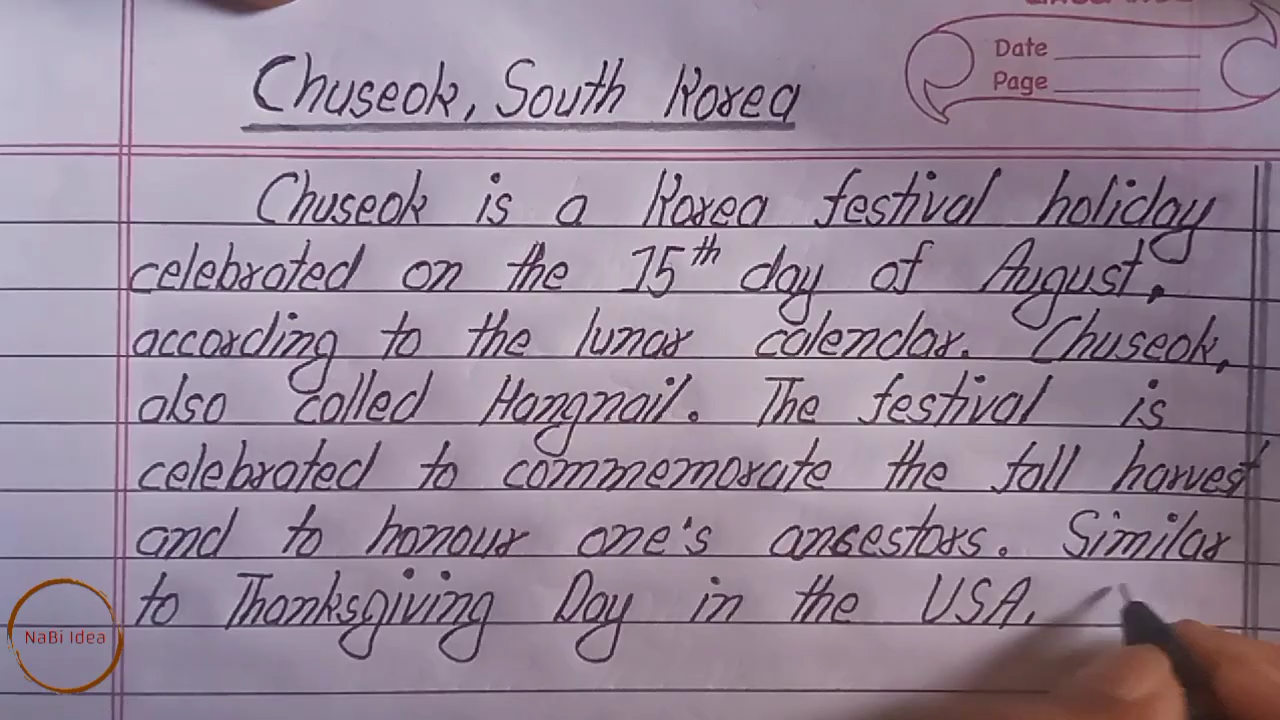 Date
Page
Chuseok, South Korea
Chuseok is a Korea festival holiday
celebrated on the 15th day of August,
according to the lunar calendar. Chuseok,
also called Hangnail. The festival is
celebrated to commemorate the fall harvest
and to honour one's ancestors. Similar
to Thanksgiving Day in the USA,
NaBi Idea